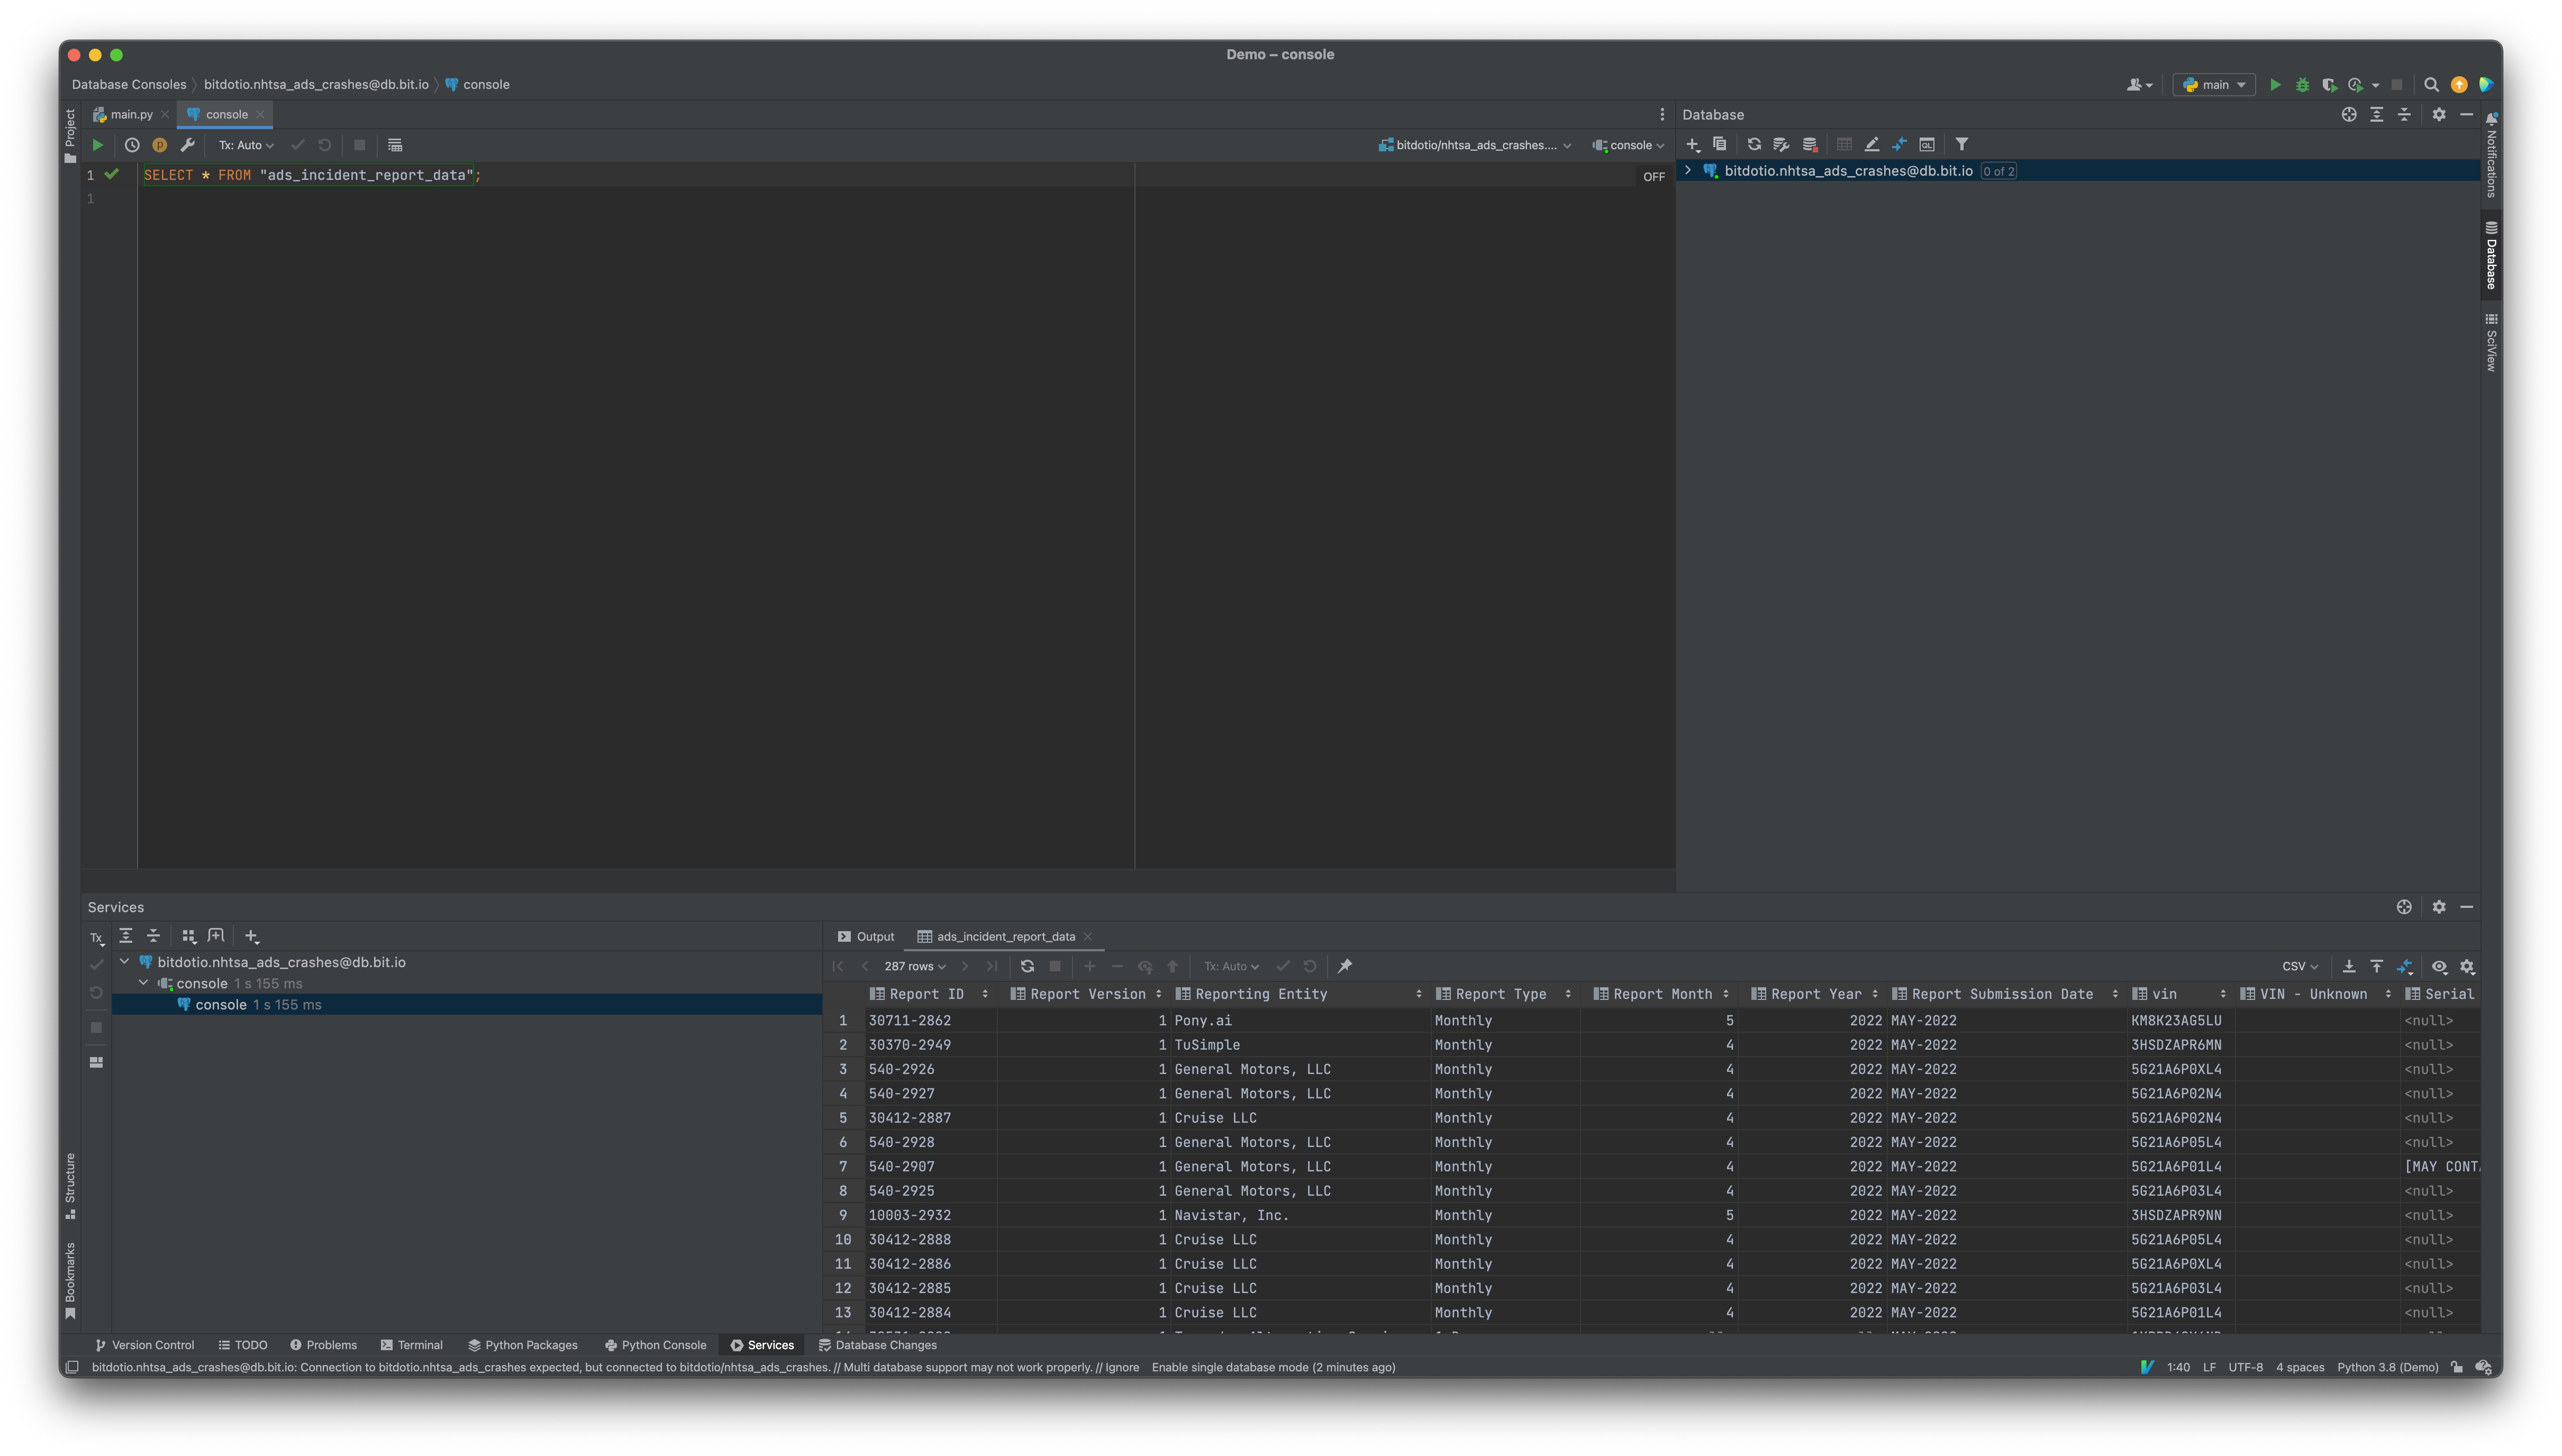 Demo – console
Database Consoles bitdotio.nhtsa_ads_crashes@db.bit.io console
main
Project
main.py console
Database
Tx: Auto
bitdotio/nhtsa_ads_crashes.... console
1 SELECT * FROM "ads_incident_report_data";
OFF
1
bitdotio.nhtsa_ads_crashes@db.bit.io 0 of 2
Notifications
Database
SciView
Services
Tx
bitdotio.nhtsa_ads_crashes@db.bit.io
console 1 s 155 ms
console 1 s 155 ms
Output ads_incident_report_data
287 rows Tx: Auto CSV
Report ID Report Version Reporting Entity Report Type Report Month Report Year Report Submission Date vin VIN - Unknown Serial
1 30711-2862 1 Pony.ai Monthly 5 2022 MAY-2022 KM8K23AG5LU <null>
2 30370-2949 1 TuSimple Monthly 4 2022 MAY-2022 3HSDZAPR6MN <null>
3 540-2926 1 General Motors, LLC Monthly 4 2022 MAY-2022 5G21A6P0XL4 <null>
4 540-2927 1 General Motors, LLC Monthly 4 2022 MAY-2022 5G21A6P02N4 <null>
5 30412-2887 1 Cruise LLC Monthly 4 2022 MAY-2022 5G21A6P02N4 <null>
6 540-2928 1 General Motors, LLC Monthly 4 2022 MAY-2022 5G21A6P05L4 <null>
7 540-2907 1 General Motors, LLC Monthly 4 2022 MAY-2022 5G21A6P01L4 [MAY CONTA
8 540-2925 1 General Motors, LLC Monthly 4 2022 MAY-2022 5G21A6P03L4 <null>
9 10003-2932 1 Navistar, Inc. Monthly 5 2022 MAY-2022 3HSDZAPR9NN <null>
10 30412-2888 1 Cruise LLC Monthly 4 2022 MAY-2022 5G21A6P05L4 <null>
11 30412-2886 1 Cruise LLC Monthly 4 2022 MAY-2022 5G21A6P0XL4 <null>
12 30412-2885 1 Cruise LLC Monthly 4 2022 MAY-2022 5G21A6P03L4 <null>
13 30412-2884 1 Cruise LLC Monthly 4 2022 MAY-2022 5G21A6P01L4 <null>
Structure
Bookmarks
Version Control TODO Problems Terminal Python Packages Python Console Services Database Changes
bitdotio.nhtsa_ads_crashes@db.bit.io: Connection to bitdotio.nhtsa_ads_crashes expected, but connected to bitdotio/nhtsa_ads_crashes. // Multi database support may not work properly. // Ignore Enable single database mode (2 minutes ago)
1:40 LF UTF-8 4 spaces Python 3.8 (Demo)